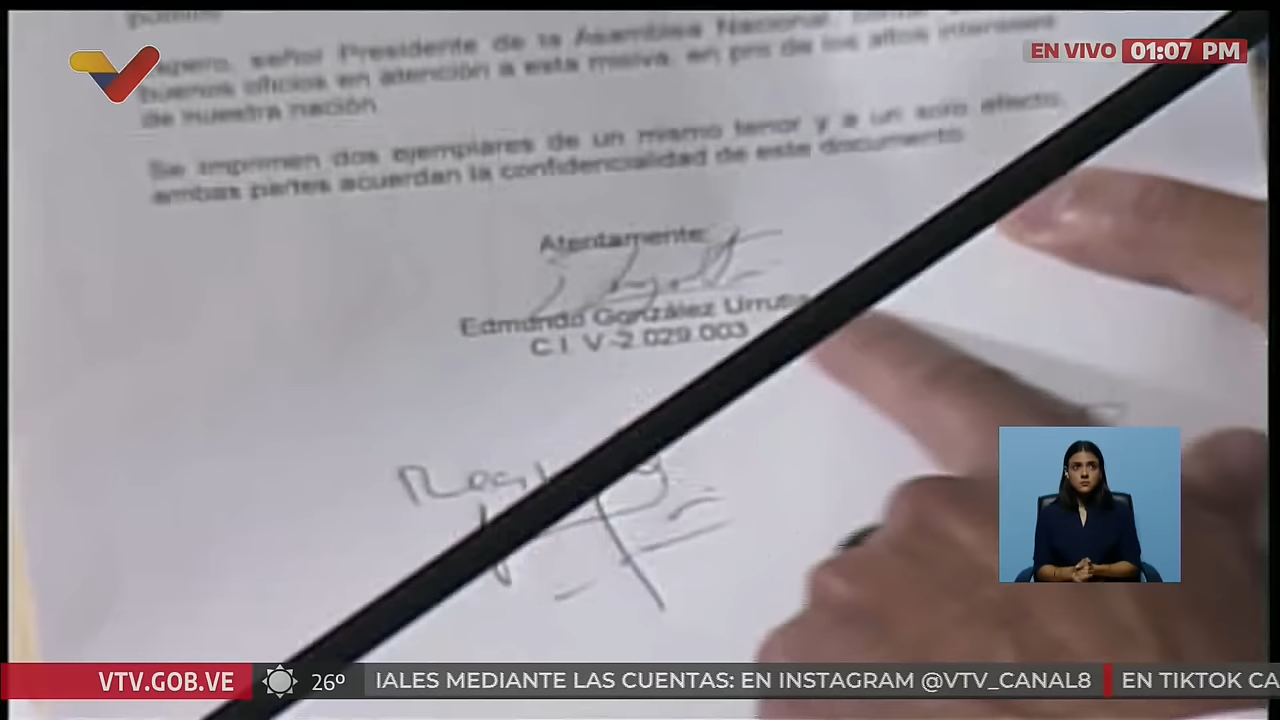 EN VIVO 01:07 PM
espero, señor Presidente de la Asamblea Nacional,
buenos oficios en atención a esta misiva, en pro de los altos intereses
de nuestra nación
Se imprimen dos ejemplares de un mismo tenor y a un solo efecto,
ambas partes acuerdan la confidencialidad de este documento
Atentamente:
Edmundo González Urrutia
C.I. V-2.029.003
VTV.GOB.VE 26º IALES MEDIANTE LAS CUENTAS: EN INSTAGRAM @VTV_CANAL8 EN TIKTOK CA